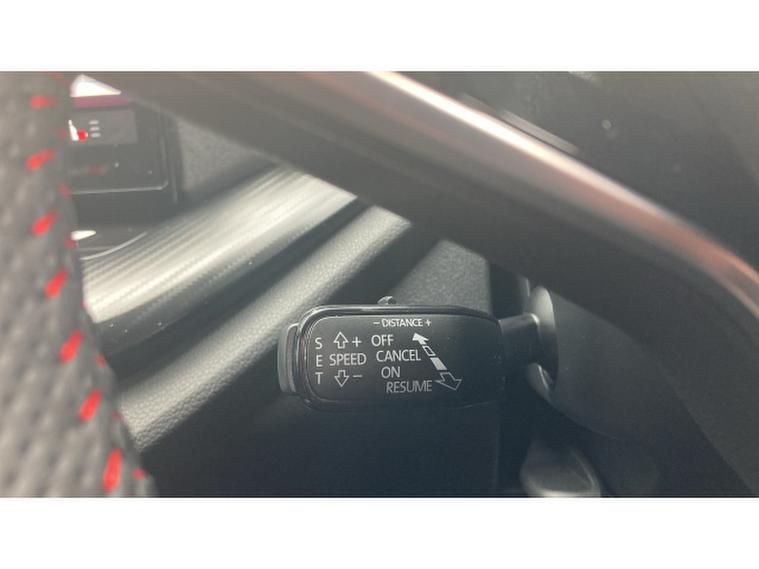 − DISTANCE +
S + OFF
E SPEED CANCEL
T − ON
RESUME